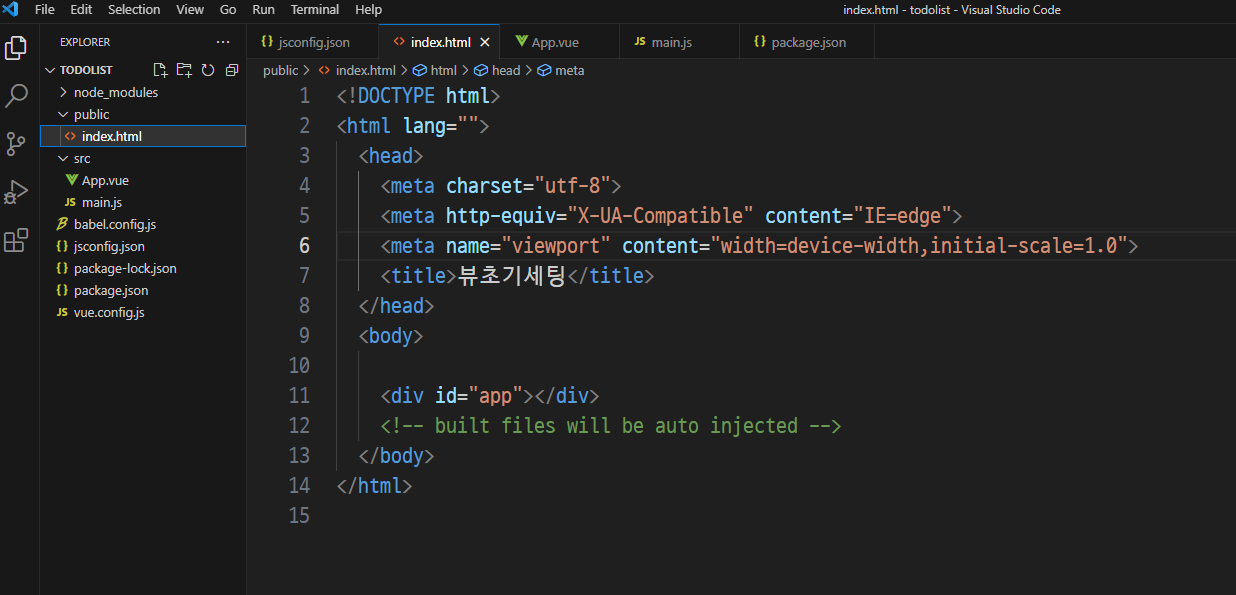 File Edit Selection View Go Run Terminal Help
index.html - todolist - Visual Studio Code
EXPLORER
TODOLIST
node_modules
public
index.html
src
App.vue
JS main.js
babel.config.js
{} jsconfig.json
{} package-lock.json
{} package.json
JS vue.config.js
{} jsconfig.json <> index.html App.vue JS main.js {} package.json
public > <> index.html > html > head > meta
1 <!DOCTYPE html>
2 <html lang="">
3 <head>
4 <meta charset="utf-8">
5 <meta http-equiv="X-UA-Compatible" content="IE=edge">
6 <meta name="viewport" content="width=device-width,initial-scale=1.0">
7 <title>뷰초기세팅</title>
8 </head>
9 <body>
10
11 <div id="app"></div>
12 <!-- built files will be auto injected -->
13 </body>
14 </html>
15